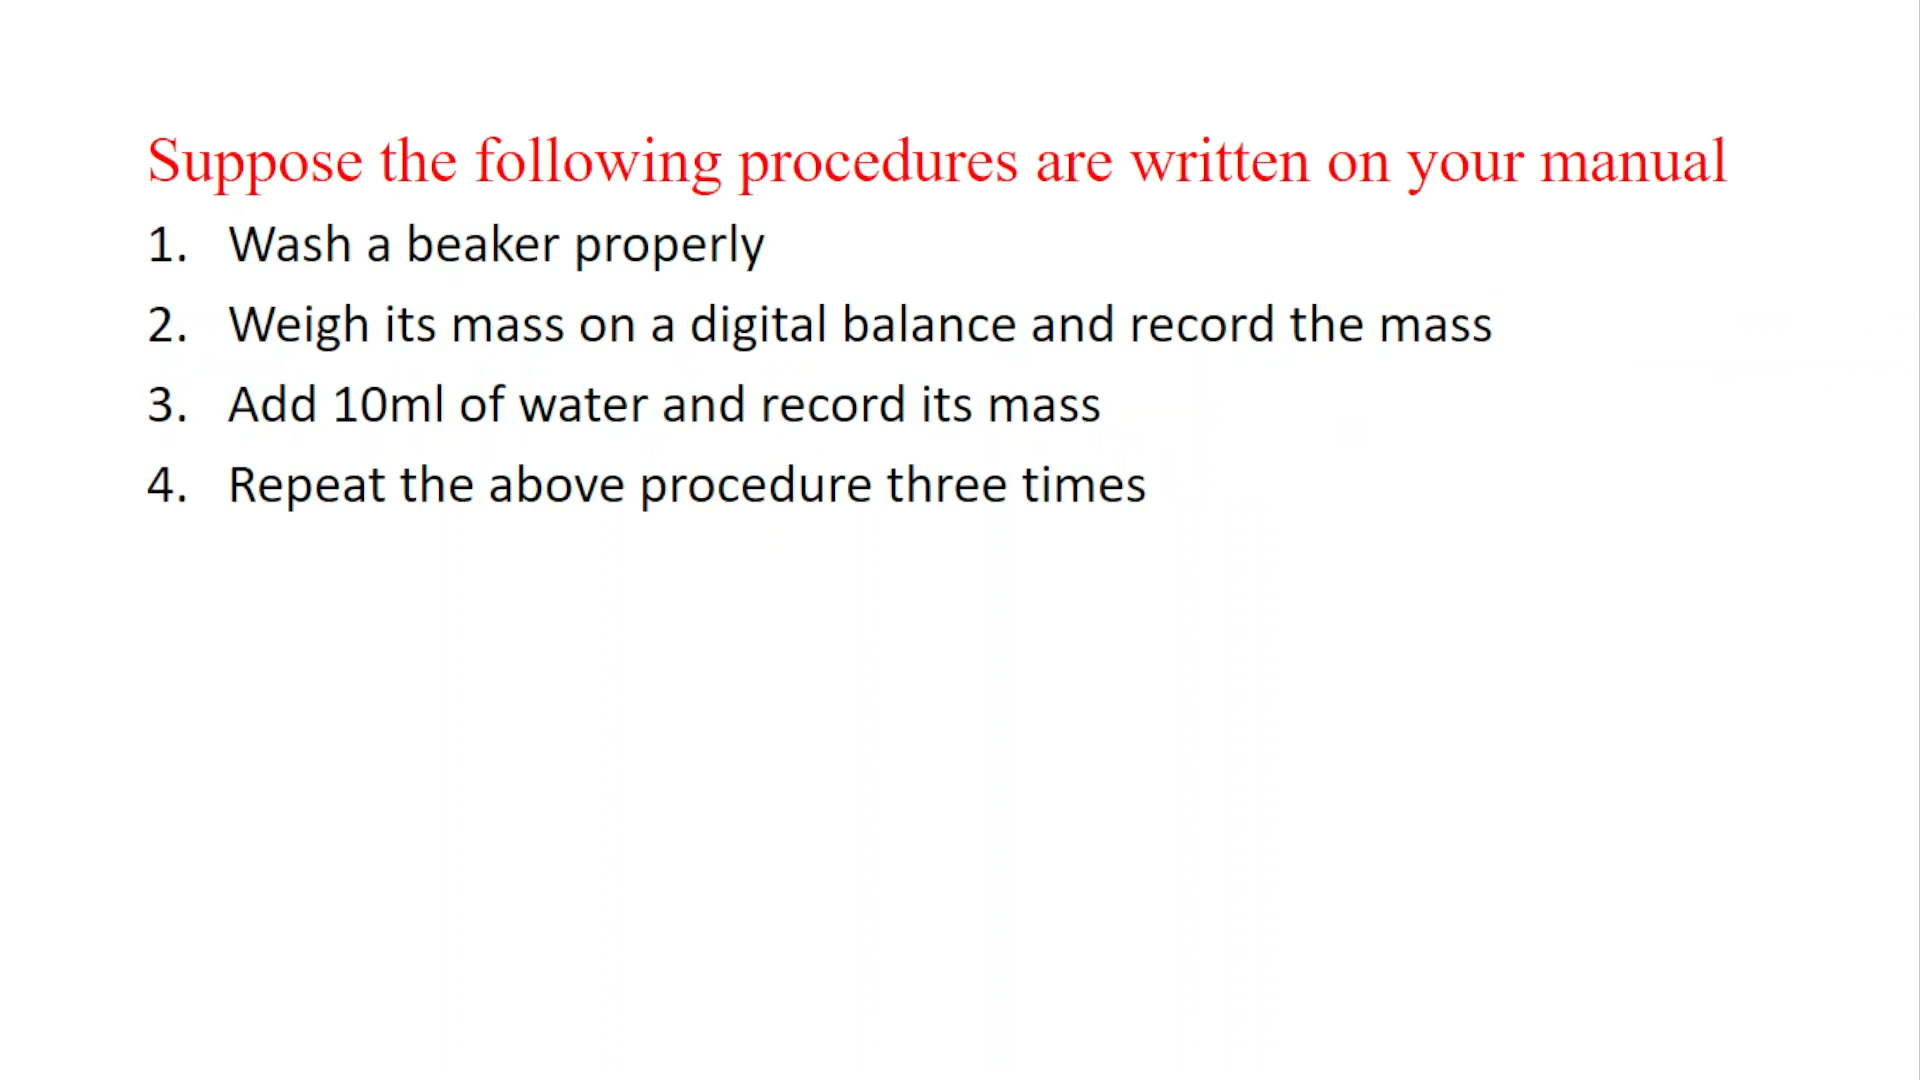 Suppose the following procedures are written on your manual
1. Wash a beaker properly
2. Weigh its mass on a digital balance and record the mass
3. Add 10ml of water and record its mass
4. Repeat the above procedure three times